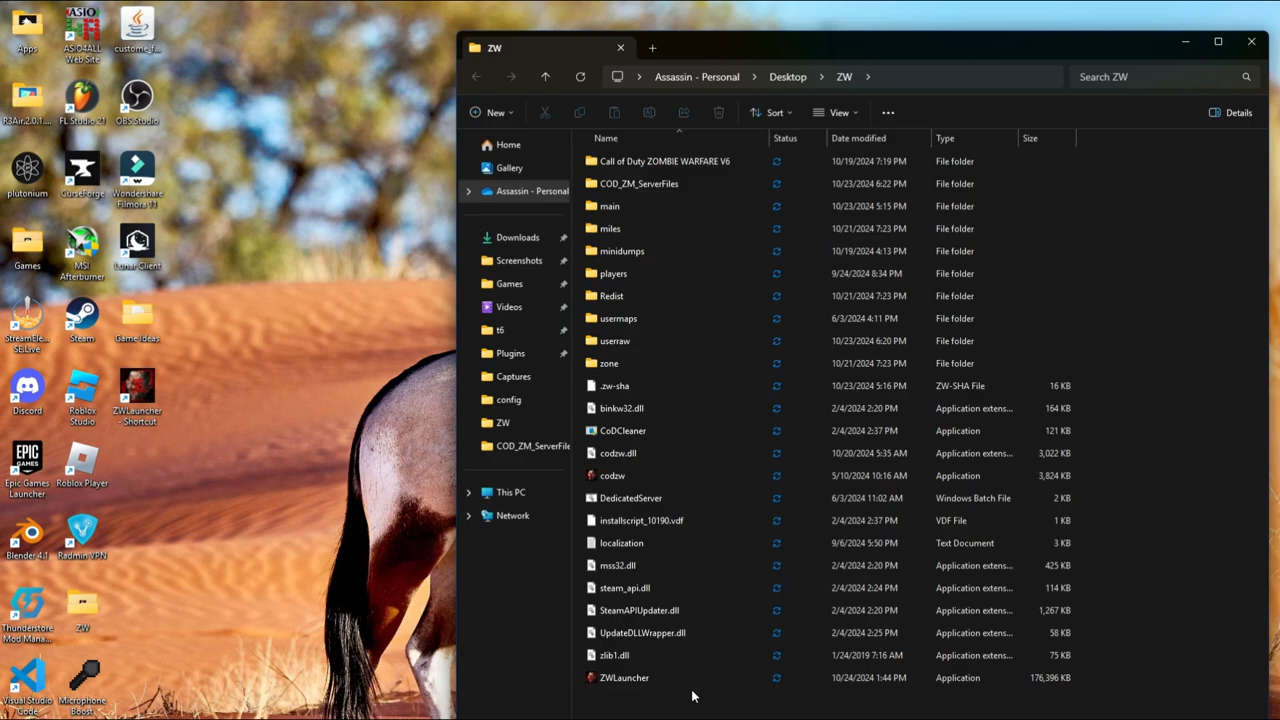 Apps
ASIO4ALL
Web Site
custome_f...
R3Air.2.0.1....
FL Studio 21
OBS Studio
plutonium
CurseForge
Wondershare
Filmora 11
Games
MSI
Afterburner
Lunar Client
StreamEle...
SE.Live
Steam
Game Ideas
Discord
Roblox
Studio
ZWLauncher
- Shortcut
Epic Games
Launcher
Roblox Player
Blender 4.1
Radmin VPN
Thunderstore
Mod Mana...
ZW
Visual Studio
Code
Microphone
Boost
ZW
Assassin - Personal > Desktop > ZW >
Search ZW
New
Sort
View
Details
Home
Gallery
Assassin - Personal
Downloads
Screenshots
Games
Videos
t6
Plugins
Captures
config
ZW
COD_ZM_ServerFile
This PC
Network
Name Status Date modified Type Size
Call of Duty ZOMBIE WARFARE V6 10/19/2024 7:19 PM File folder
COD_ZM_ServerFiles 10/23/2024 6:22 PM File folder
main 10/23/2024 5:15 PM File folder
miles 10/21/2024 7:23 PM File folder
minidumps 10/19/2024 4:13 PM File folder
players 9/24/2024 8:34 PM File folder
Redist 10/21/2024 7:23 PM File folder
usermaps 6/3/2024 4:11 PM File folder
userraw 10/23/2024 6:20 PM File folder
zone 10/21/2024 7:23 PM File folder
.zw-sha 10/23/2024 5:16 PM ZW-SHA File 16 KB
binkw32.dll 2/4/2024 2:20 PM Application extens... 164 KB
CoDCleaner 2/4/2024 2:37 PM Application 121 KB
codzw.dll 10/20/2024 5:35 AM Application extens... 3,022 KB
codzw 5/10/2024 10:16 AM Application 3,824 KB
DedicatedServer 6/3/2024 11:02 AM Windows Batch File 2 KB
installscript_10190.vdf 2/4/2024 2:37 PM VDF File 1 KB
localization 9/6/2024 5:50 PM Text Document 3 KB
mss32.dll 2/4/2024 2:20 PM Application extens... 425 KB
steam_api.dll 2/4/2024 2:24 PM Application extens... 114 KB
SteamAPIUpdater.dll 2/4/2024 2:20 PM Application extens... 1,267 KB
UpdateDLLWrapper.dll 2/4/2024 2:25 PM Application extens... 58 KB
zlib1.dll 1/24/2019 7:16 AM Application extens... 75 KB
ZWLauncher 10/24/2024 1:44 PM Application 176,396 KB